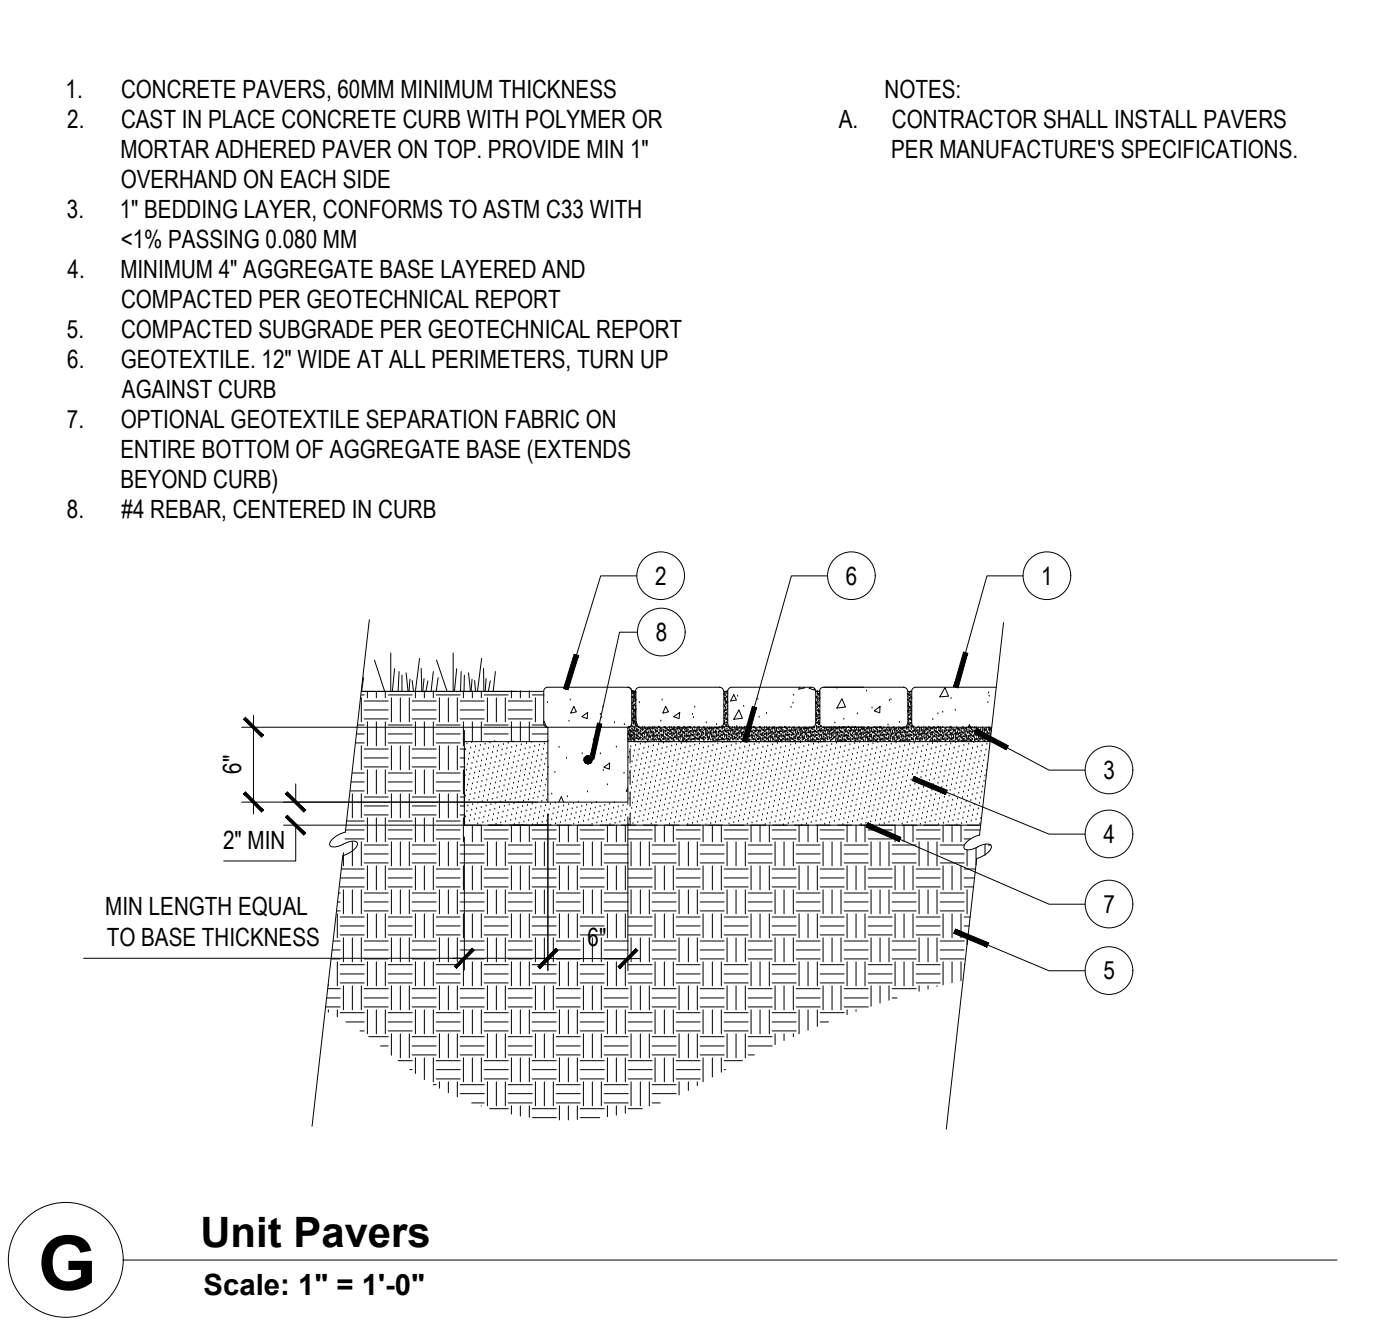 1. CONCRETE PAVERS, 60MM MINIMUM THICKNESS
2. CAST IN PLACE CONCRETE CURB WITH POLYMER OR
MORTAR ADHERED PAVER ON TOP. PROVIDE MIN 1"
OVERHAND ON EACH SIDE
3. 1" BEDDING LAYER, CONFORMS TO ASTM C33 WITH
<1% PASSING 0.080 MM
4. MINIMUM 4" AGGREGATE BASE LAYERED AND
COMPACTED PER GEOTECHNICAL REPORT
5. COMPACTED SUBGRADE PER GEOTECHNICAL REPORT
6. GEOTEXTILE. 12" WIDE AT ALL PERIMETERS, TURN UP
AGAINST CURB
7. OPTIONAL GEOTEXTILE SEPARATION FABRIC ON
ENTIRE BOTTOM OF AGGREGATE BASE (EXTENDS
BEYOND CURB)
8. #4 REBAR, CENTERED IN CURB
NOTES:
A. CONTRACTOR SHALL INSTALL PAVERS
PER MANUFACTURE'S SPECIFICATIONS.
2
6
1
8
6"
3
2" MIN
4
7
MIN LENGTH EQUAL
TO BASE THICKNESS
6"
5
G
Unit Pavers
Scale: 1" = 1'-0"